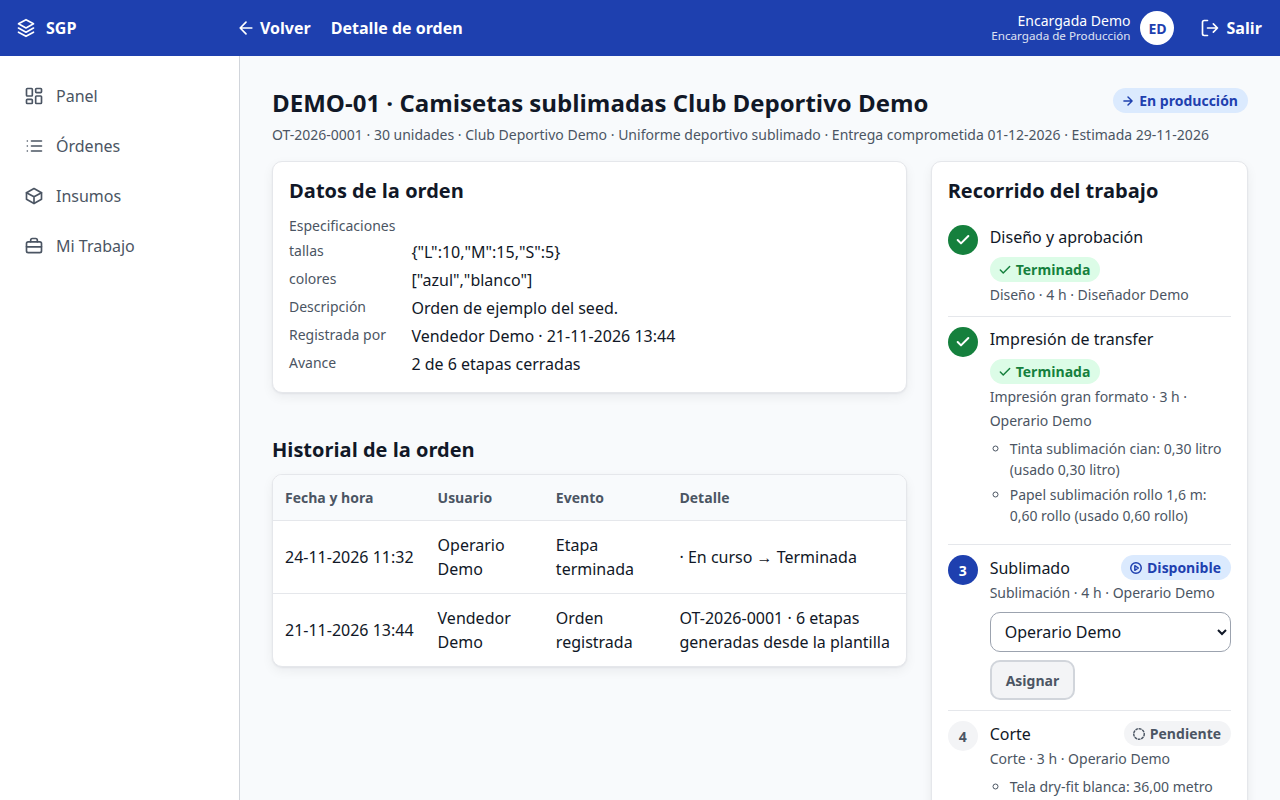 SGP
Volver
Detalle de orden
Encargada Demo
Encargada de Producción
ED
Salir
Panel
Órdenes
Insumos
Mi Trabajo
DEMO-01 · Camisetas sublimadas Club Deportivo Demo
En producción
OT-2026-0001 · 30 unidades · Club Deportivo Demo · Uniforme deportivo sublimado · Entrega comprometida 01-12-2026 · Estimada 29-11-2026
Datos de la orden
Especificaciones
tallas {"L":10,"M":15,"S":5}
colores ["azul","blanco"]
Descripción Orden de ejemplo del seed.
Registrada por Vendedor Demo · 21-11-2026 13:44
Avance 2 de 6 etapas cerradas
Historial de la orden
Fecha y hora Usuario Evento Detalle
24-11-2026 11:32 Operario Demo Etapa terminada · En curso → Terminada
21-11-2026 13:44 Vendedor Demo Orden registrada OT-2026-0001 · 6 etapas generadas desde la plantilla
Recorrido del trabajo
Diseño y aprobación
Terminada
Diseño · 4 h · Diseñador Demo
Impresión de transfer
Terminada
Impresión gran formato · 3 h ·
Operario Demo
Tinta sublimación cian: 0,30 litro
(usado 0,30 litro)
Papel sublimación rollo 1,6 m:
0,60 rollo (usado 0,60 rollo)
3 Sublimado Disponible
Sublimación · 4 h · Operario Demo
Operario Demo
Asignar
4 Corte Pendiente
Corte · 3 h · Operario Demo
Tela dry-fit blanca: 36,00 metro